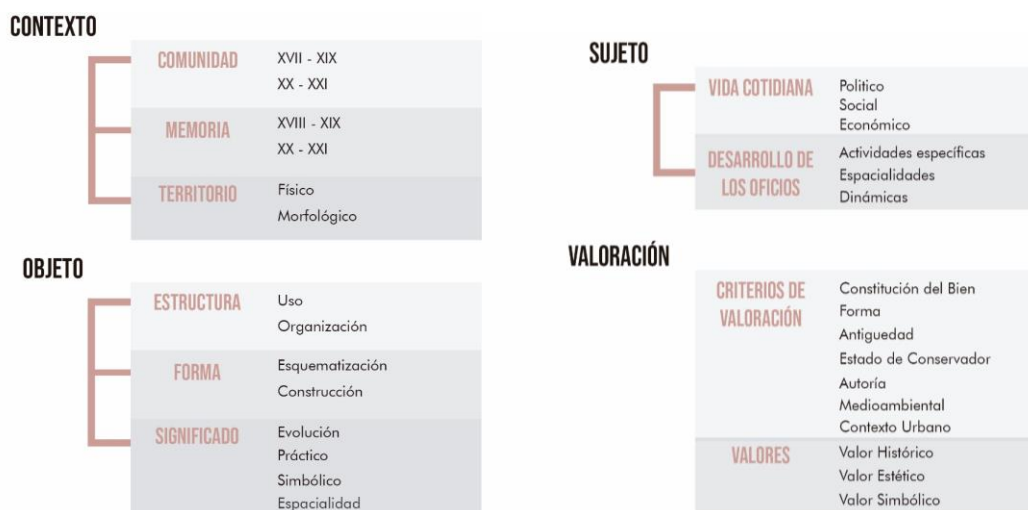 CONTEXTO
COMUNIDAD
XVII - XIX
XX - XXI
MEMORIA
XVIII - XIX
XX - XXI
TERRITORIO
Físico
Morfológico
OBJETO
ESTRUCTURA
Uso
Organización
FORMA
Esquematización
Construcción
SIGNIFICADO
Evolución
Práctico
Simbólico
Espacialidad
SUJETO
VIDA COTIDIANA
Politico
Social
Económico
DESARROLLO DE
LOS OFICIOS
Actividades específicas
Espacialidades
Dinámicas
VALORACIÓN
CRITERIOS DE
VALORACIÓN
Constitución del Bien
Forma
Antiguedad
Estado de Conservador
Autoría
Medioambiental
Contexto Urbano
VALORES
Valor Histórico
Valor Estético
Valor Simbólico